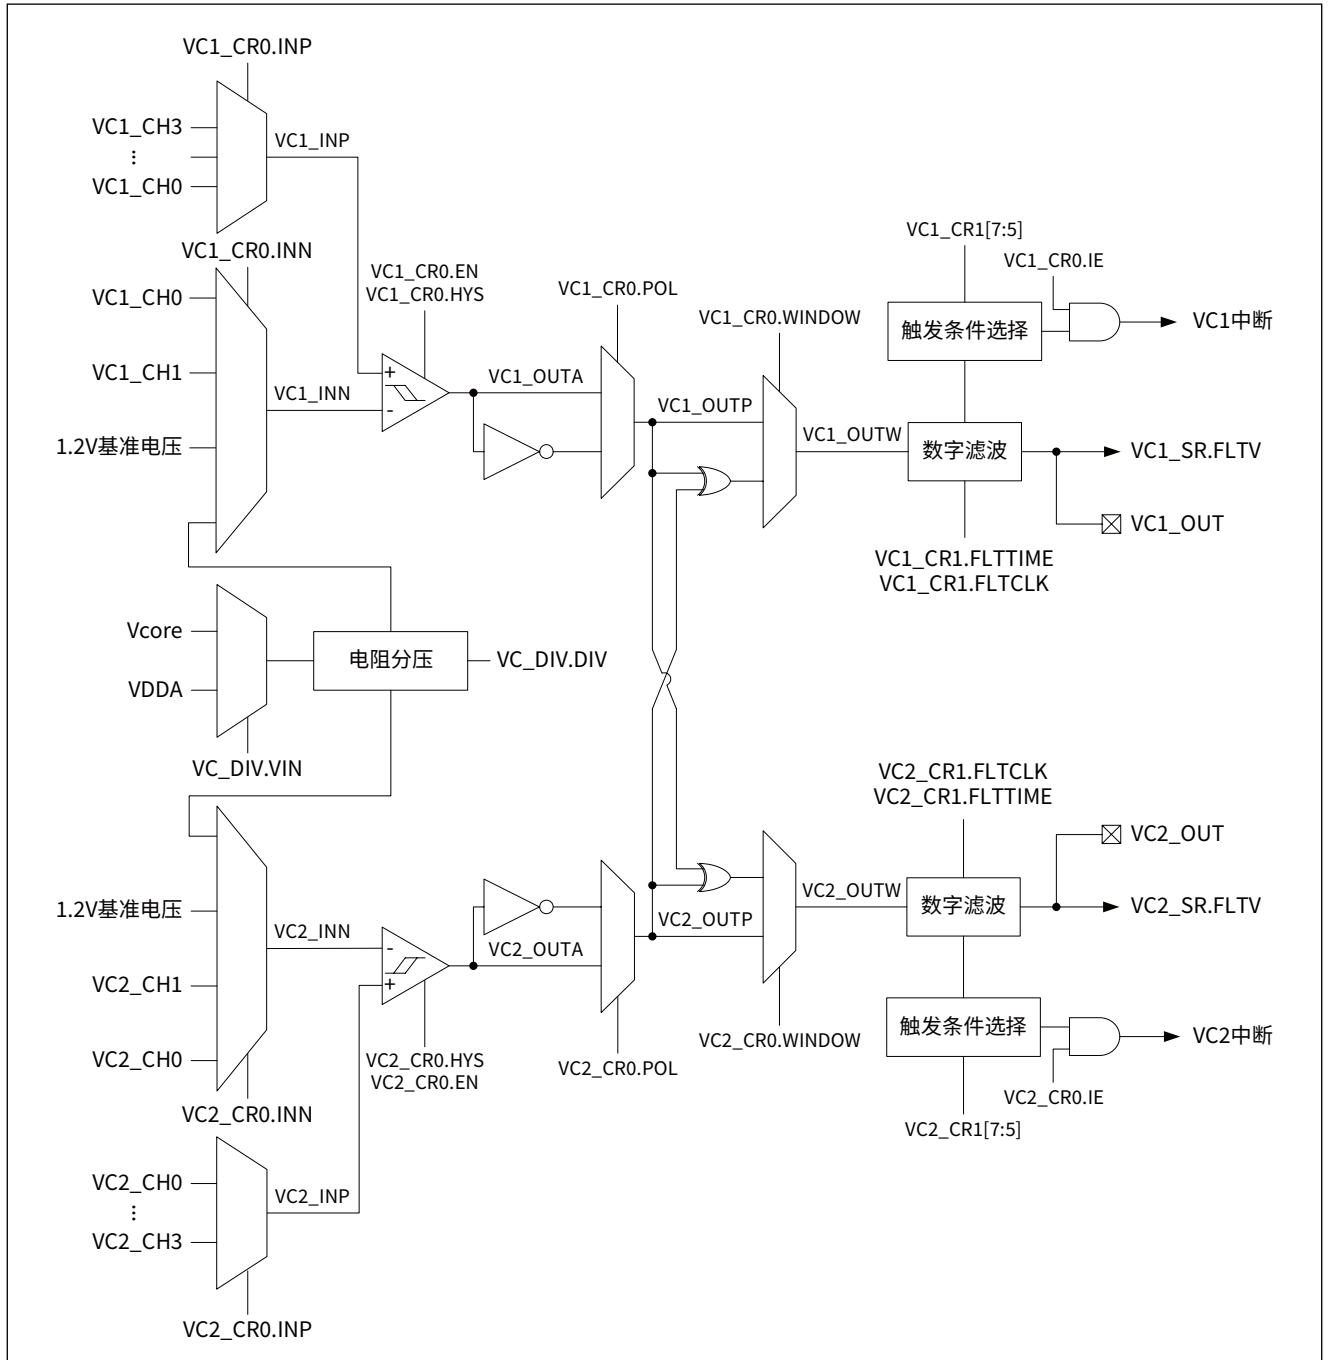 VC1_CR0.INP
VC1_CH3
⋮
VC1_CH0
VC1_INP
VC1_CR0.INN
VC1_CH0
VC1_CH1
1.2V基准电压
VC1_INN
VC1_CR0.EN
VC1_CR0.HYS
+
-
VC1_OUTA
VC1_CR0.POL
VC1_OUTP
VC1_CR0.WINDOW
VC1_OUTW
VC1_CR1[7:5]
VC1_CR0.IE
触发条件选择
VC1中断
数字滤波
VC1_SR.FLTV
VC1_OUT
VC1_CR1.FLTTIME
VC1_CR1.FLTCLK
Vcore
VDDA
电阻分压
VC_DIV.DIV
VC_DIV.VIN
VC2_CR1.FLTCLK
VC2_CR1.FLTTIME
VC2_OUT
数字滤波
VC2_SR.FLTV
VC2_OUTW
1.2V基准电压
VC2_CH1
VC2_CH0
VC2_INN
-
+
VC2_OUTA
VC2_OUTP
VC2_CR0.HYS
VC2_CR0.EN
VC2_CR0.POL
VC2_CR0.WINDOW
触发条件选择
VC2中断
VC2_CR0.IE
VC2_CR1[7:5]
VC2_CR0.INN
VC2_CH0
⋮
VC2_CH3
VC2_INP
VC2_CR0.INP